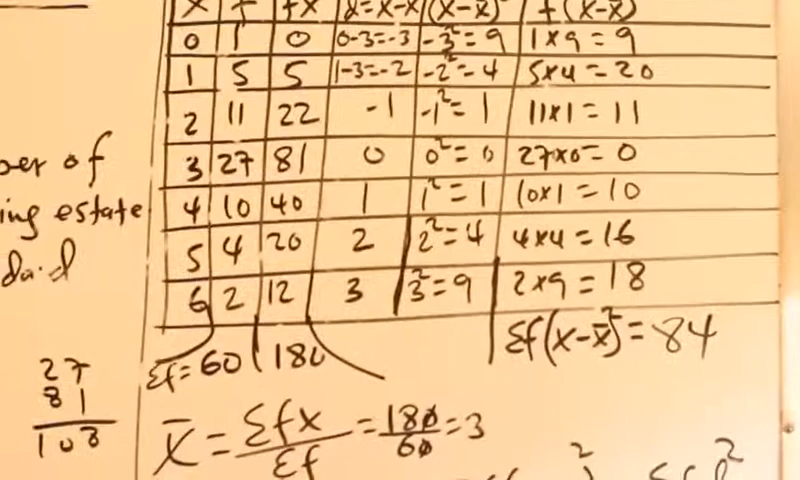 x f fx d=x-x̄ (x-x̄) f(x-x̄)
0 1 0 0-3=-3 -3²=9 1x9=9
1 5 5 1-3=-2 -2²=4 5x4=20
2 11 22 -1 -1²=1 11x1=11
3 27 81 0 0²=0 27x0=0
4 10 40 1 1²=1 10x1=10
5 4 20 2 2²=4 4x4=16
6 2 12 3 3²=9 2x9=18
Σf=60 180 Σf(x-x̄)²=84
x̄ = Σfx/Σf = 180/60 = 3
of
estate
27
81
108